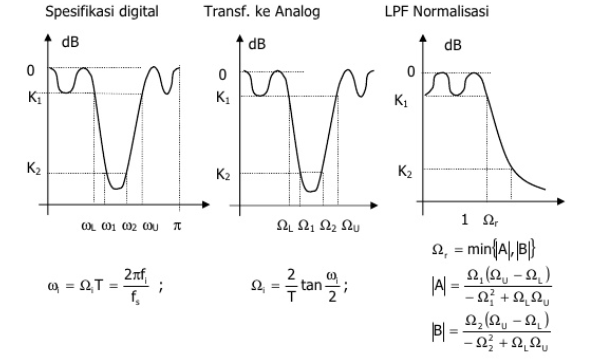 Spesifikasi digital Transf. ke Analog LPF Normalisasi
dB dB dB
0 0 0
K1 K1 K1
K2 K2 K2
ωL ω1 ω2 ωU π ΩL Ω1 Ω2 ΩU 1 Ωr
Ωr = min{|A|,|B|}
ωi = ΩiT = 2πfi / fs ; Ωi = 2/T tan ωi/2 ; |A| = Ω1(ΩU − ΩL) / −Ω1² + ΩLΩU
|B| = Ω2(ΩU − ΩL) / −Ω2² + ΩLΩU